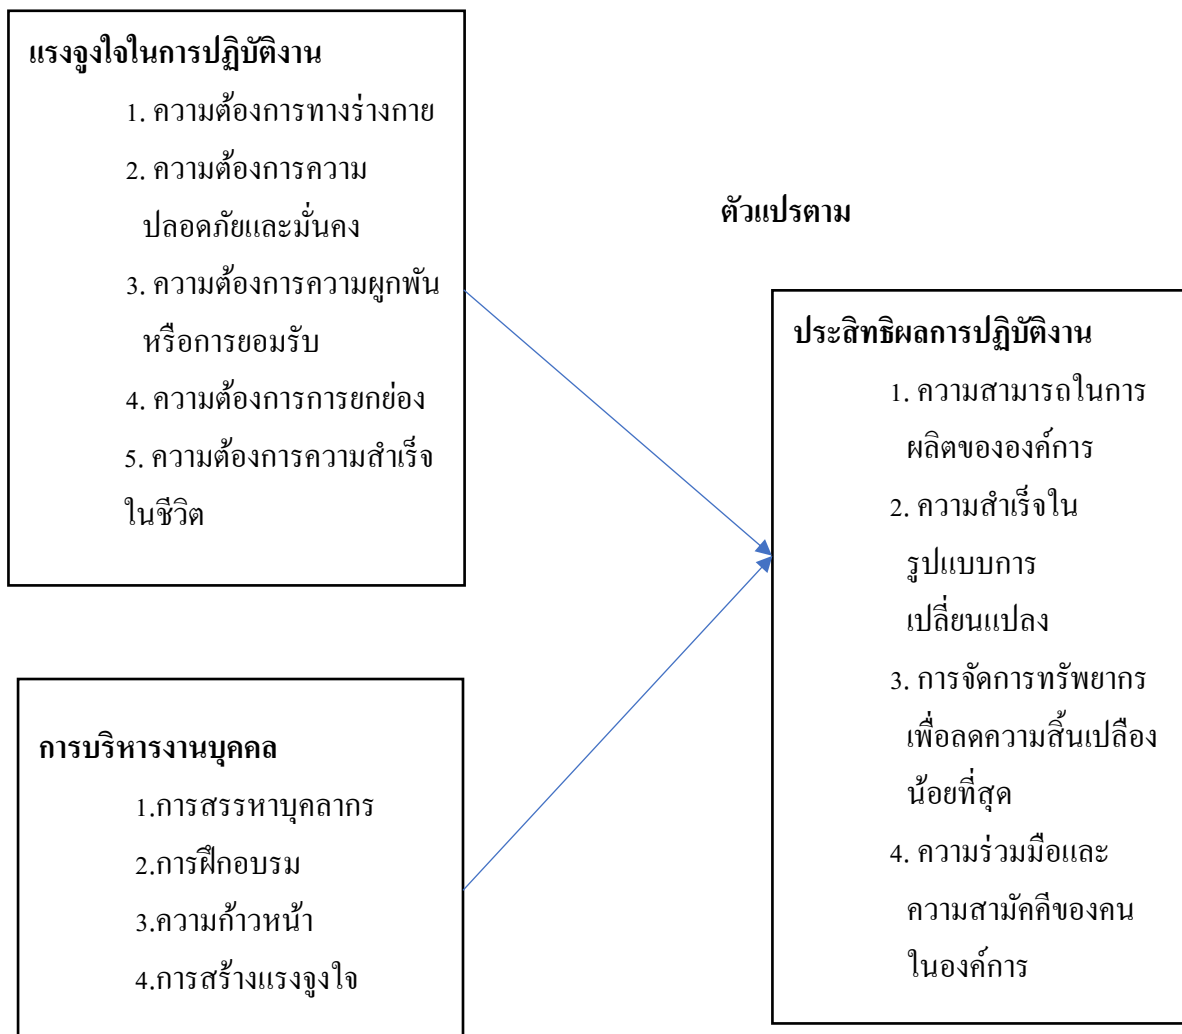 แรงจูงใจในการปฏิบัติงาน
1. ความต้องการทางร่างกาย
2. ความต้องการความ
ปลอดภัยและมั่นคง
3. ความต้องการความผูกพัน
หรือการยอมรับ
4. ความต้องการการยกย่อง
5. ความต้องการความสำเร็จ
ในชีวิต
การบริหารงานบุคคล
1.การสรรหาบุคลากร
2.การฝึกอบรม
3.ความก้าวหน้า
4.การสร้างแรงจูงใจ
ตัวแปรตาม
ประสิทธิผลการปฏิบัติงาน
1. ความสามารถในการ
ผลิตขององค์การ
2. ความสำเร็จใน
รูปแบบการ
เปลี่ยนแปลง
3. การจัดการทรัพยากร
เพื่อลดความสิ้นเปลือง
น้อยที่สุด
4. ความร่วมมือและ
ความสามัคคีของคน
ในองค์การ